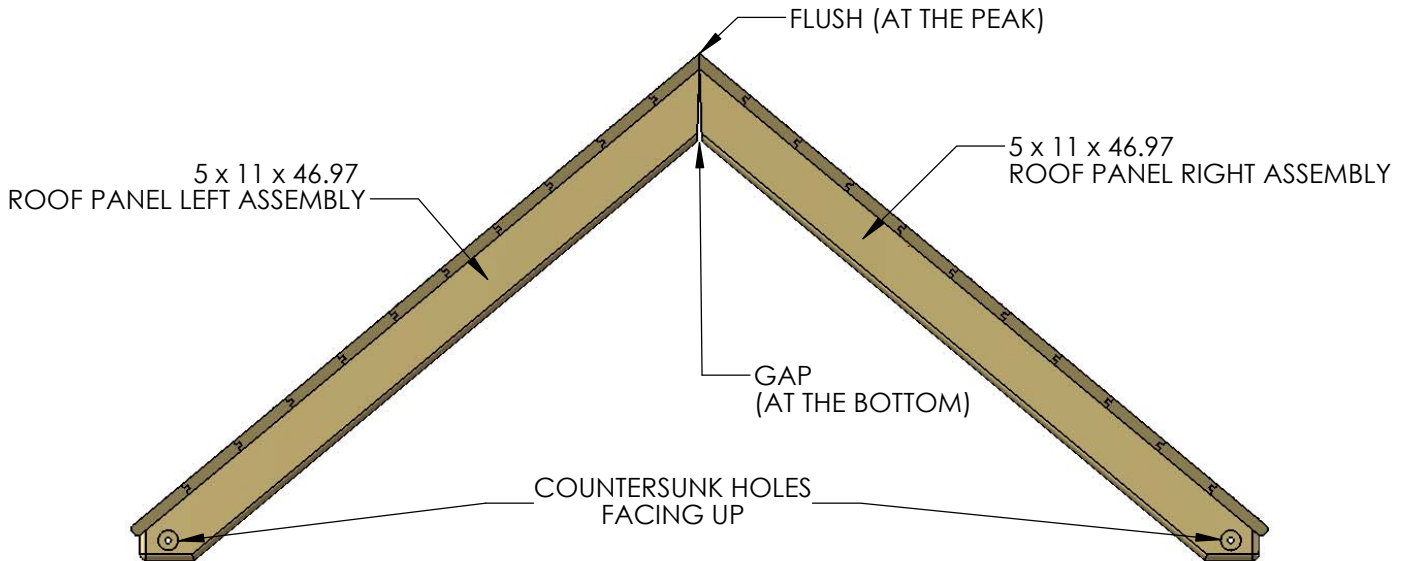 FLUSH (AT THE PEAK)
5 x 11 x 46.97
ROOF PANEL LEFT ASSEMBLY
5 x 11 x 46.97
ROOF PANEL RIGHT ASSEMBLY
GAP
(AT THE BOTTOM)
COUNTERSUNK HOLES
FACING UP